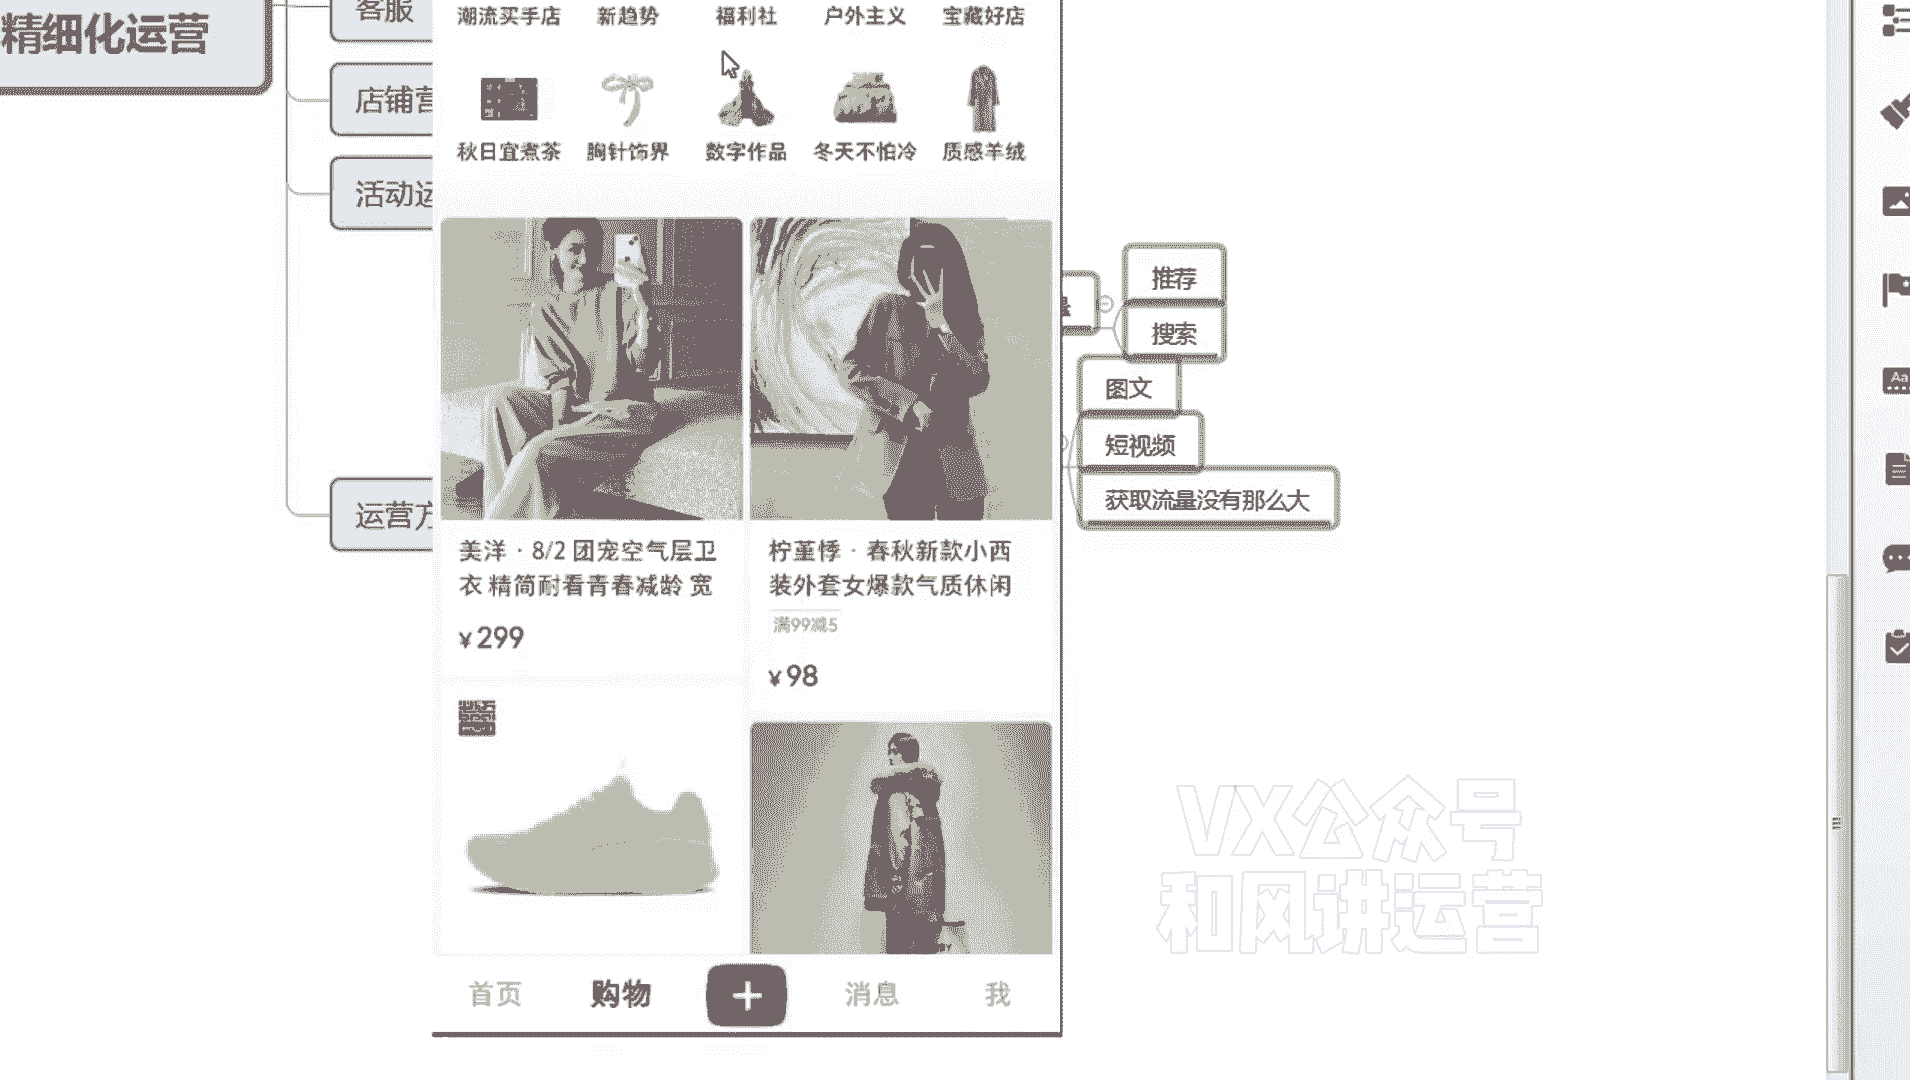 精细化运营
客服
店铺营
活动运
运营方
潮流买手店 新趋势 福利社 户外主义 宝藏好店
秋日宜煮茶 胸针饰界 数字作品 冬天不怕冷 质感羊绒
美洋 · 8/2 团宠空气层卫
衣 精简耐看青春减龄 宽
¥299
柠堇悸 · 春秋新款小西
装外套女爆款气质休闲
满99减5
¥98
首页 购物 + 消息 我
推荐
搜索
图文
短视频
获取流量没有那么大
VX公众号
和风讲运营
Aa